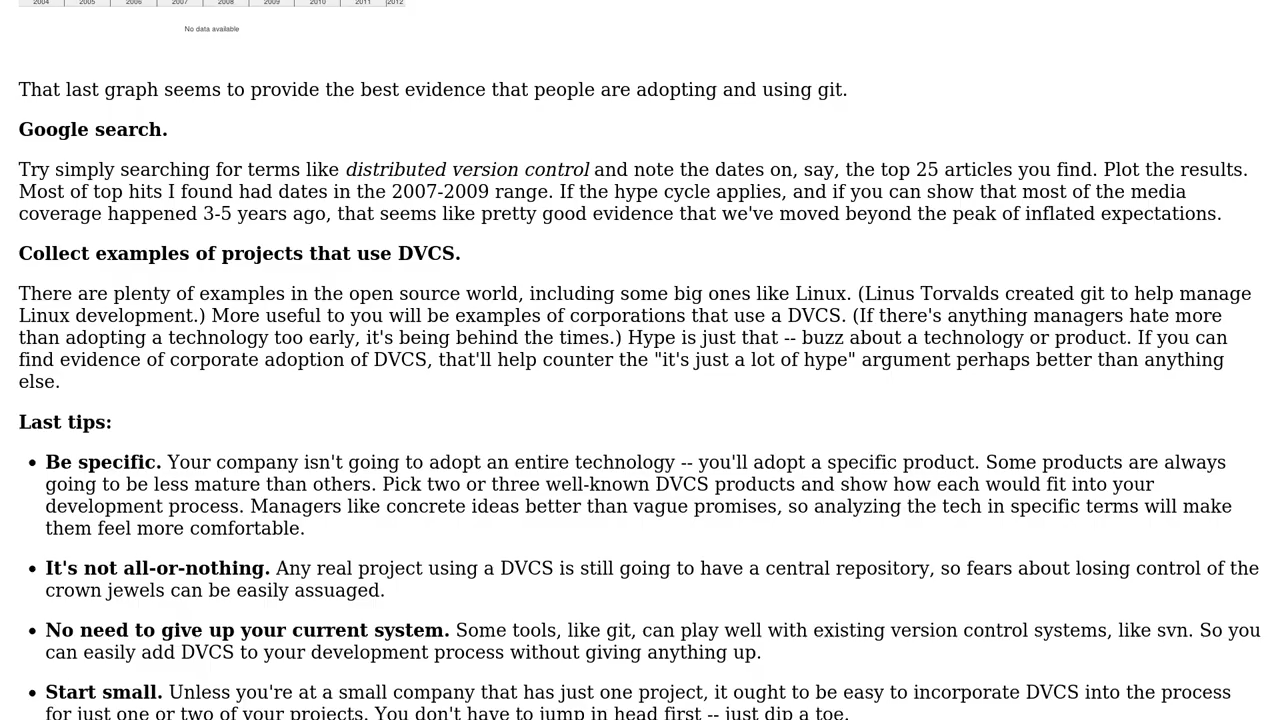 2004 2005 2006 2007 2008 2009 2010 2011 2012
No data available
That last graph seems to provide the best evidence that people are adopting and using git.
Google search.
Try simply searching for terms like distributed version control and note the dates on, say, the top 25 articles you find. Plot the results.
Most of top hits I found had dates in the 2007-2009 range. If the hype cycle applies, and if you can show that most of the media
coverage happened 3-5 years ago, that seems like pretty good evidence that we've moved beyond the peak of inflated expectations.
Collect examples of projects that use DVCS.
There are plenty of examples in the open source world, including some big ones like Linux. (Linus Torvalds created git to help manage
Linux development.) More useful to you will be examples of corporations that use a DVCS. (If there's anything managers hate more
than adopting a technology too early, it's being behind the times.) Hype is just that -- buzz about a technology or product. If you can
find evidence of corporate adoption of DVCS, that'll help counter the "it's just a lot of hype" argument perhaps better than anything
else.
Last tips:
• Be specific. Your company isn't going to adopt an entire technology -- you'll adopt a specific product. Some products are always
going to be less mature than others. Pick two or three well-known DVCS products and show how each would fit into your
development process. Managers like concrete ideas better than vague promises, so analyzing the tech in specific terms will make
them feel more comfortable.
• It's not all-or-nothing. Any real project using a DVCS is still going to have a central repository, so fears about losing control of the
crown jewels can be easily assuaged.
• No need to give up your current system. Some tools, like git, can play well with existing version control systems, like svn. So you
can easily add DVCS to your development process without giving anything up.
• Start small. Unless you're at a small company that has just one project, it ought to be easy to incorporate DVCS into the process
for just one or two of your projects. You don't have to jump in head first -- just dip a toe.